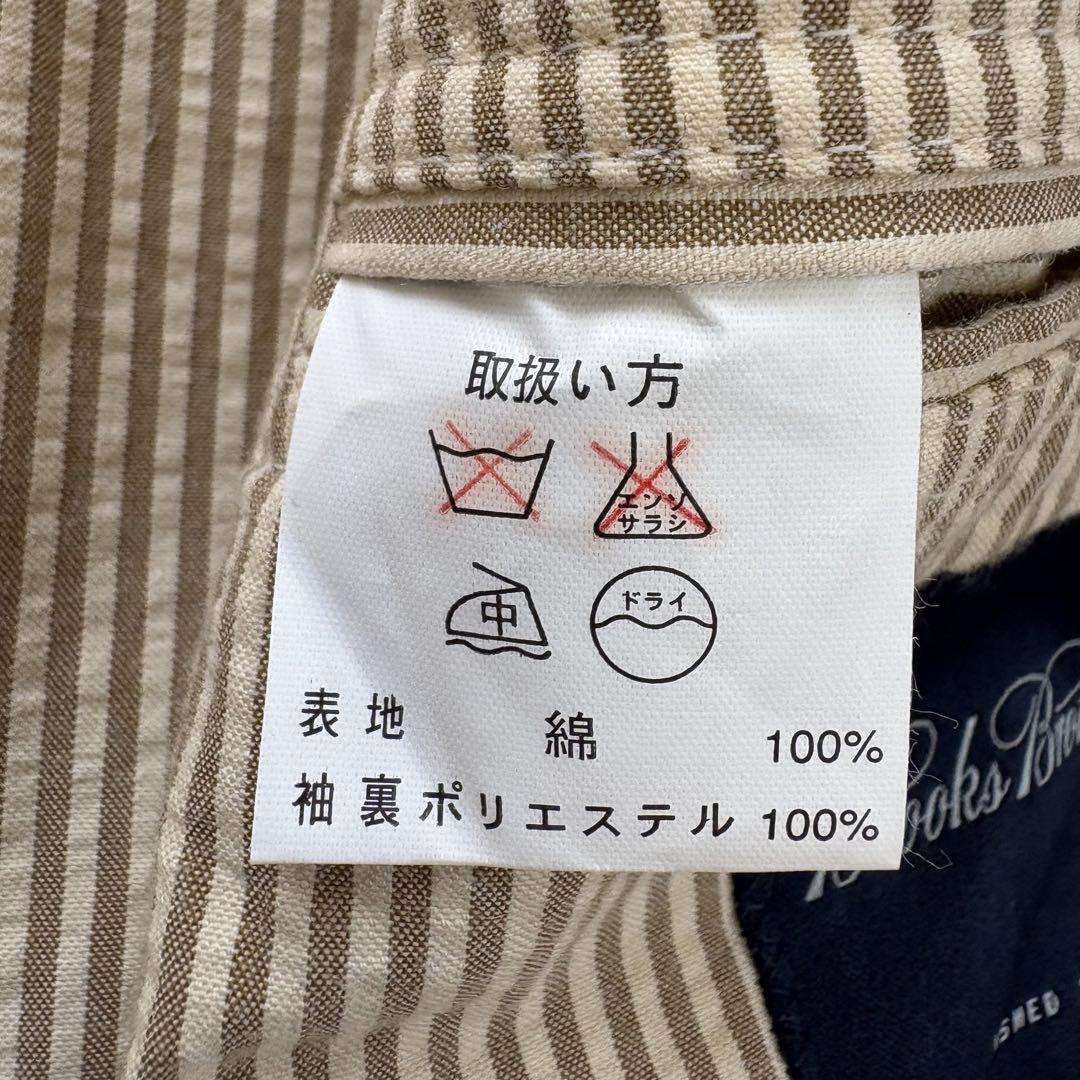 取扱い方
エンソ
サラシ
中
ドライ
表地 綿 100%
袖裏ポリエステル 100%
ooks